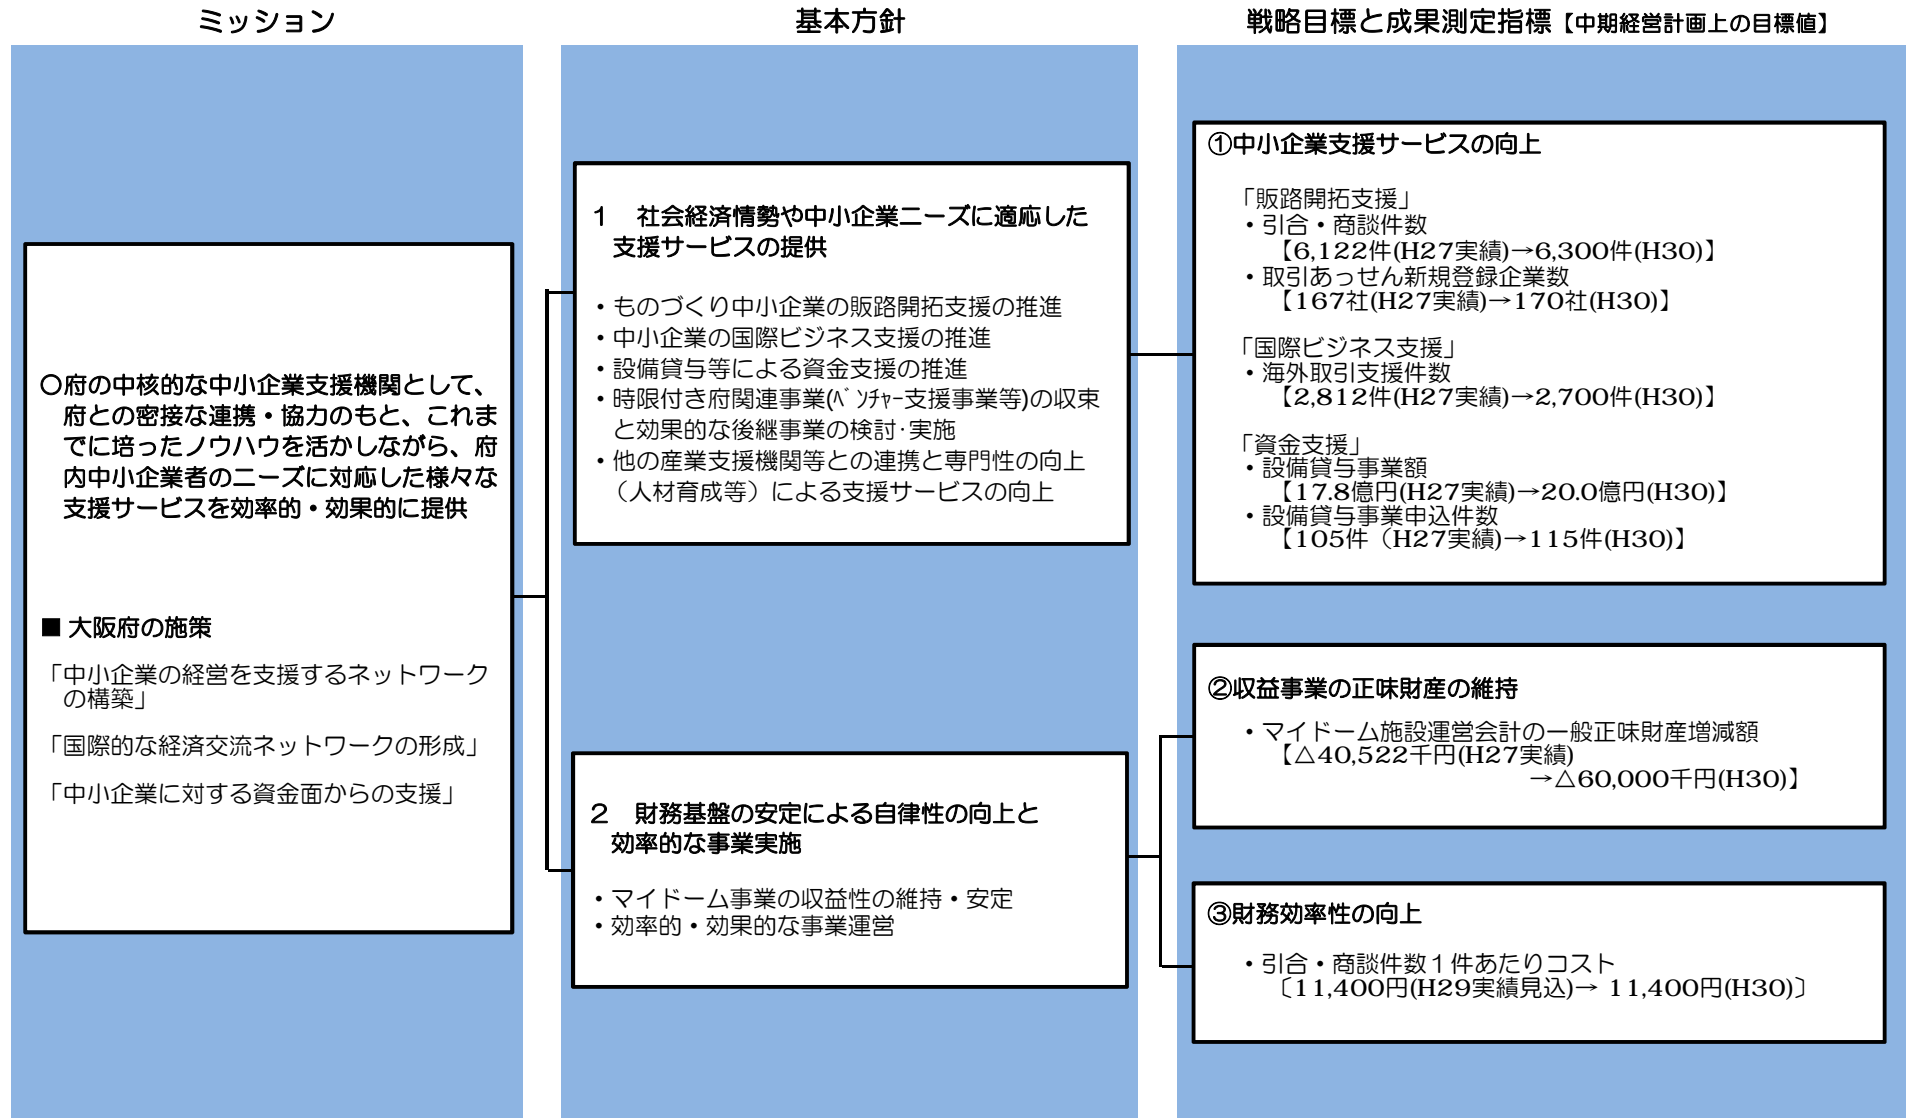 ミッション
基本方針
戦略目標と成果測定指標【中期経営計画上の目標値】
〇府の中核的な中小企業支援機関として、
府との密接な連携・協力のもと、これま
でに培ったノウハウを活かしながら、府
内中小企業者のニーズに対応した様々な
支援サービスを効率的・効果的に提供
■ 大阪府の施策
「中小企業の経営を支援するネットワーク
の構築」
「国際的な経済交流ネットワークの形成」
「中小企業に対する資金面からの支援」
１　社会経済情勢や中小企業ニーズに適応した
支援サービスの提供
・ものづくり中小企業の販路開拓支援の推進
・中小企業の国際ビジネス支援の推進
・設備貸与等による資金支援の推進
・時限付き府関連事業(ﾍﾞﾝﾁｬｰ支援事業等)の収束
と効果的な後継事業の検討･実施
・他の産業支援機関等との連携と専門性の向上
（人材育成等）による支援サービスの向上
２　財務基盤の安定による自律性の向上と
効率的な事業実施
・マイドーム事業の収益性の維持・安定
・効率的・効果的な事業運営
①中小企業支援サービスの向上
「販路開拓支援」
・引合・商談件数
【6,122件(H27実績)→6,300件(H30)】
・取引あっせん新規登録企業数
【167社(H27実績)→170社(H30)】
「国際ビジネス支援」
・海外取引支援件数
【2,812件(H27実績)→2,700件(H30)】
「資金支援」
・設備貸与事業額
【17.8億円(H27実績)→20.0億円(H30)】
・設備貸与事業申込件数
【105件（H27実績)→115件(H30)】
②収益事業の正味財産の維持
・マイドーム施設運営会計の一般正味財産増減額
【△40,522千円(H27実績)
→△60,000千円(H30)】
③財務効率性の向上
・引合・商談件数１件あたりコスト
〔11,400円(H29実績見込)→ 11,400円(H30)〕